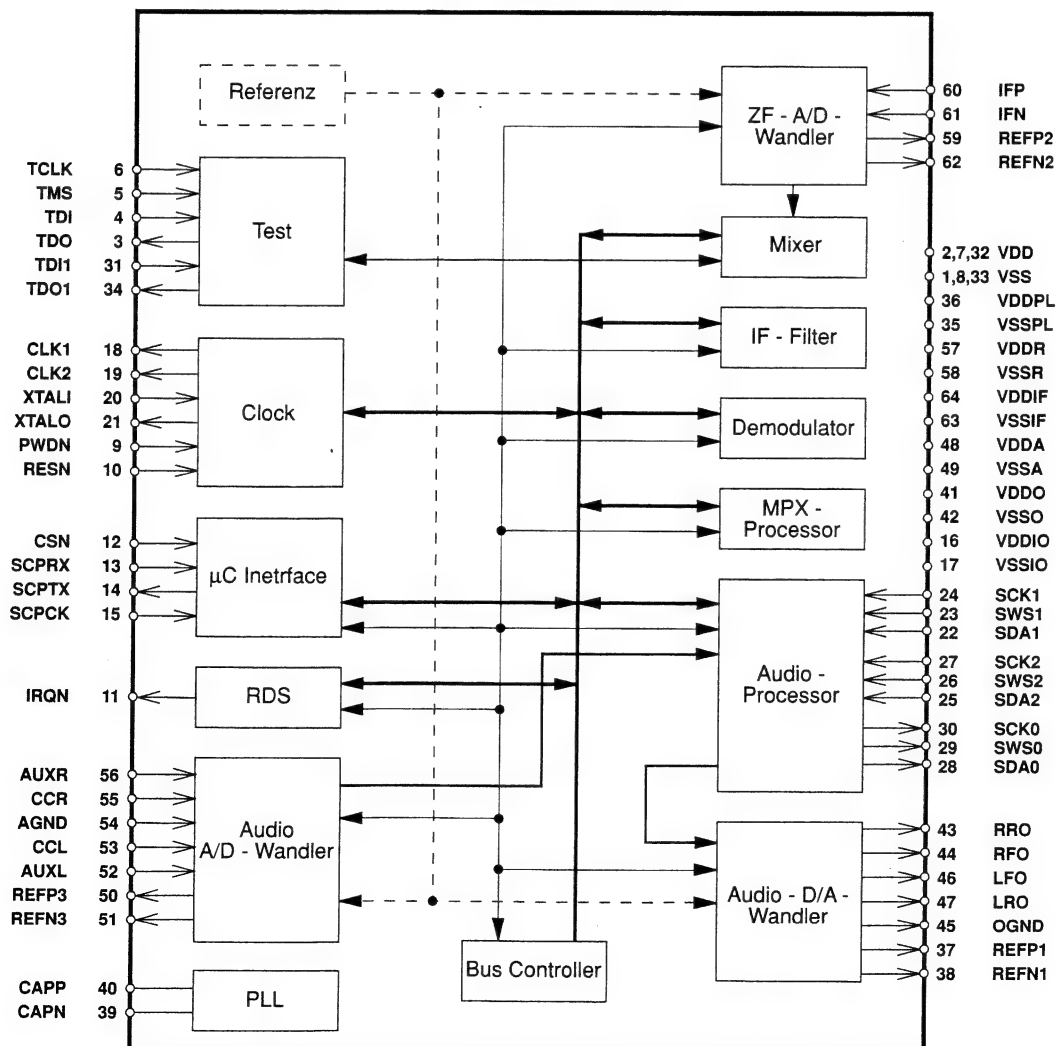 Referenz
TCLK 6
TMS 5
TDI 4
TDO 3
TDI1 31
TDO1 34
Test
CLK1 18
CLK2 19
XTALI 20
XTALO 21
PWDN 9
RESN 10
Clock
CSN 12
SCPRX 13
SCPTX 14
SCPCK 15
µC Inetrface
IRQN 11
RDS
AUXR 56
CCR 55
AGND 54
CCL 53
AUXL 52
REFP3 50
REFN3 51
Audio
A/D - Wandler
CAPP 40
CAPN 39
PLL
Bus Controller
ZF - A/D -
Wandler
Mixer
IF - Filter
Demodulator
MPX -
Processor
Audio -
Processor
Audio - D/A -
Wandler
60 IFP
61 IFN
59 REFP2
62 REFN2
2,7,32 VDD
1,8,33 VSS
36 VDDPL
35 VSSPL
57 VDDR
58 VSSR
64 VDDIF
63 VSSIF
48 VDDA
49 VSSA
41 VDDO
42 VSSO
16 VDDIO
17 VSSIO
24 SCK1
23 SWS1
22 SDA1
27 SCK2
26 SWS2
25 SDA2
30 SCK0
29 SWS0
28 SDA0
43 RRO
44 RFO
46 LFO
47 LRO
45 OGND
37 REFP1
38 REFN1